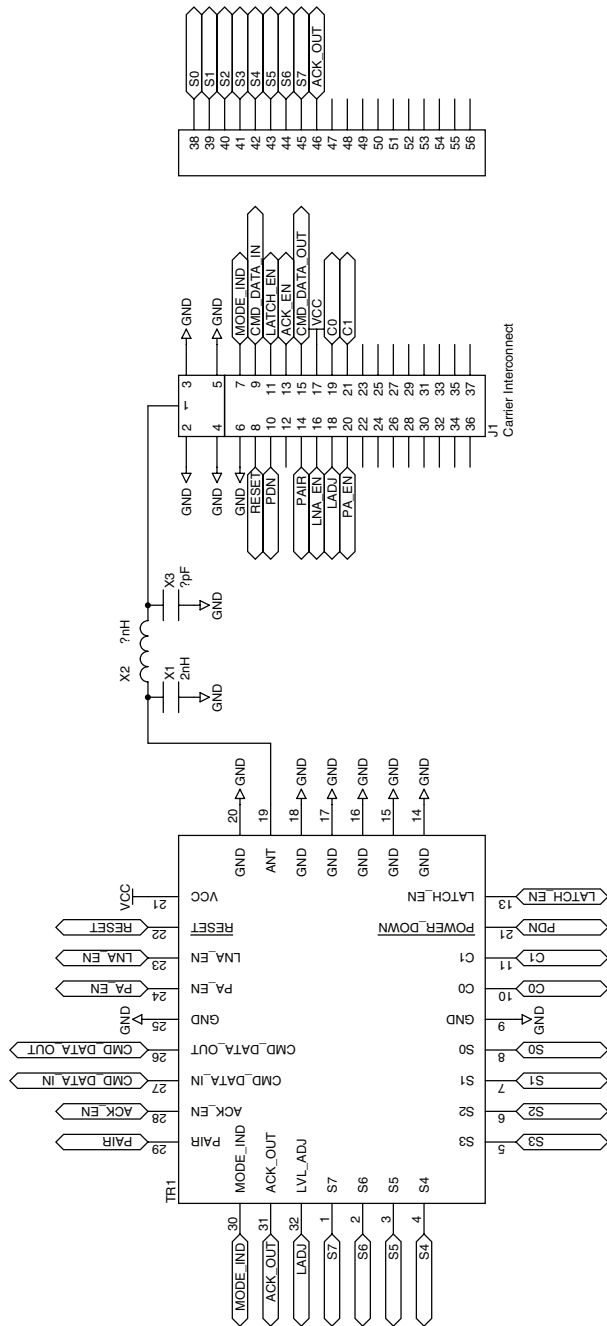 S0
S1
S2
S3
S4
S5
S6
S7
ACK_OUT
38
39
40
41
42
43
44
45
46
47
48
49
50
51
52
53
54
55
56
GND
GND
MODE_IND
CMD_DATA_IN
LATCH_EN
ACK_EN
CMD_DATA_OUT
VCC
C0
C1
3
5
7
9
11
13
15
17
19
21
23
25
27
29
31
33
35
37
1
2
4
6
8
10
12
14
16
18
20
22
24
26
28
30
32
34
36
J1
Carrier Interconnect
GND
GND
GND
RESET
PDN
PAIR
LNA_EN
LADJ
PA_EN
X3
?pF
GND
?nH
X2
X1
2nH
GND
20
GND
19
18
GND
17
GND
16
GND
15
GND
14
GND
GND
ANT
GND
GND
GND
GND
GND
VCC
21
VCC
RESET
22
RESET
LNA_EN
23
LNA_EN
PA_EN
24
PA_EN
GND
25
GND
CMD_DATA_OUT
26
CMD_DATA_OUT
CMD_DATA_IN
27
CMD_DATA_IN
ACK_EN
28
ACK_EN
PAIR
29
PAIR
LATCH_EN
13
LATCH_EN
POWER_DOWN
21
PDN
C1
11
C1
C0
10
C0
GND
9
GND
S0
8
S0
S1
7
S1
S2
6
S2
S3
5
S3
TR1
MODE_IND
ACK_OUT
LVL_ADJ
S7
S6
S5
S4
30
31
32
1
2
3
4
MODE_IND
ACK_OUT
LADJ
S7
S6
S5
S4